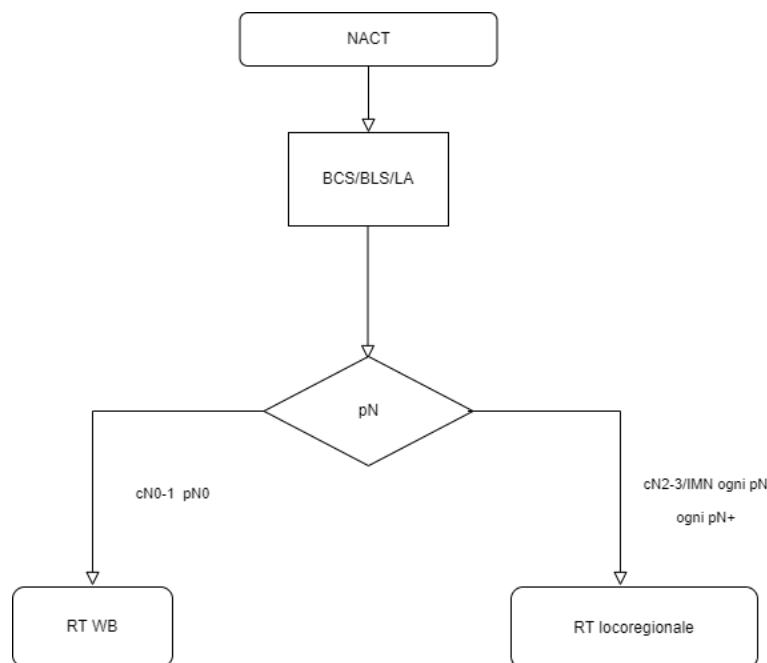 NACT
BCS/BLS/LA
pN
cN0-1 pN0
cN2-3/IMN ogni pN
ogni pN+
RT WB
RT locoregionale